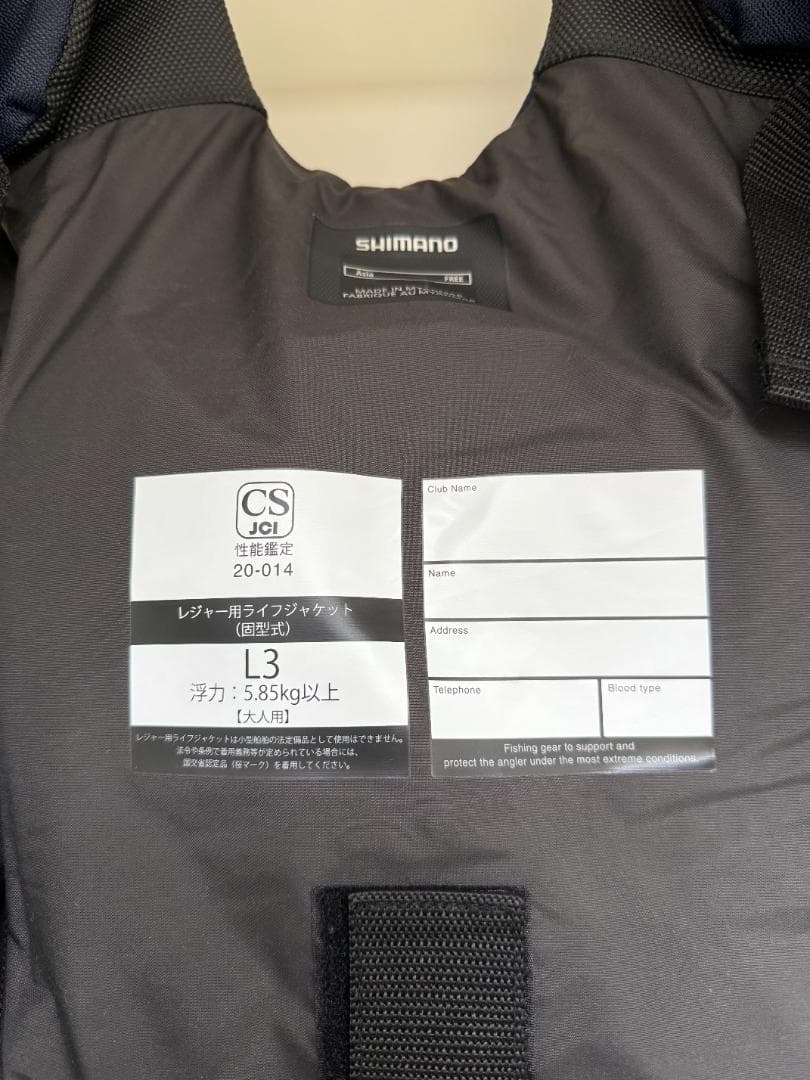 SHIMANO
Asia FREE
MADE IN
FABRIQUE AU
CS
JCI
性能鑑定
20-014
レジャー用ライフジャケット
(固型式)
L3
浮力：5.85kg以上
【大人用】
レジャー用ライフジャケットは小型船舶の法定備品として使用はできません。
法令や条例で着用義務等が定められている場合には、
国交省認定品（桜マーク）を着用してください。
Club Name
Name
Address
Telephone
Blood type
Fishing gear to support and
protect the angler under the most extreme conditions.